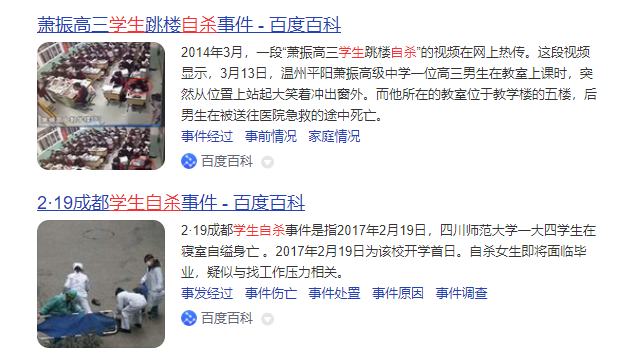 萧振高三学生跳楼自杀事件 - 百度百科
2014年3月，一段“萧振高三学生跳楼自杀”的视频在网上热传。这段视频
显示，3月13日，温州平阳萧振高级中学一位高三男生在教室上课时，突
然从位置上站起大笑着冲出窗外。而他所在的教室位于教学楼的五楼，后
男生在被送往医院急救的途中死亡。
事件经过 事前情况 家庭情况
百度百科
2·19成都学生自杀事件 - 百度百科
2·19成都学生自杀事件是指2017年2月19日，四川师范大学一大四学生在
寝室自缢身亡 。2017年2月19日为该校开学首日。自杀女生即将面临毕
业，疑似与找工作压力相关。
事发经过 事件伤亡 事件处置 事件原因 事件调查
百度百科